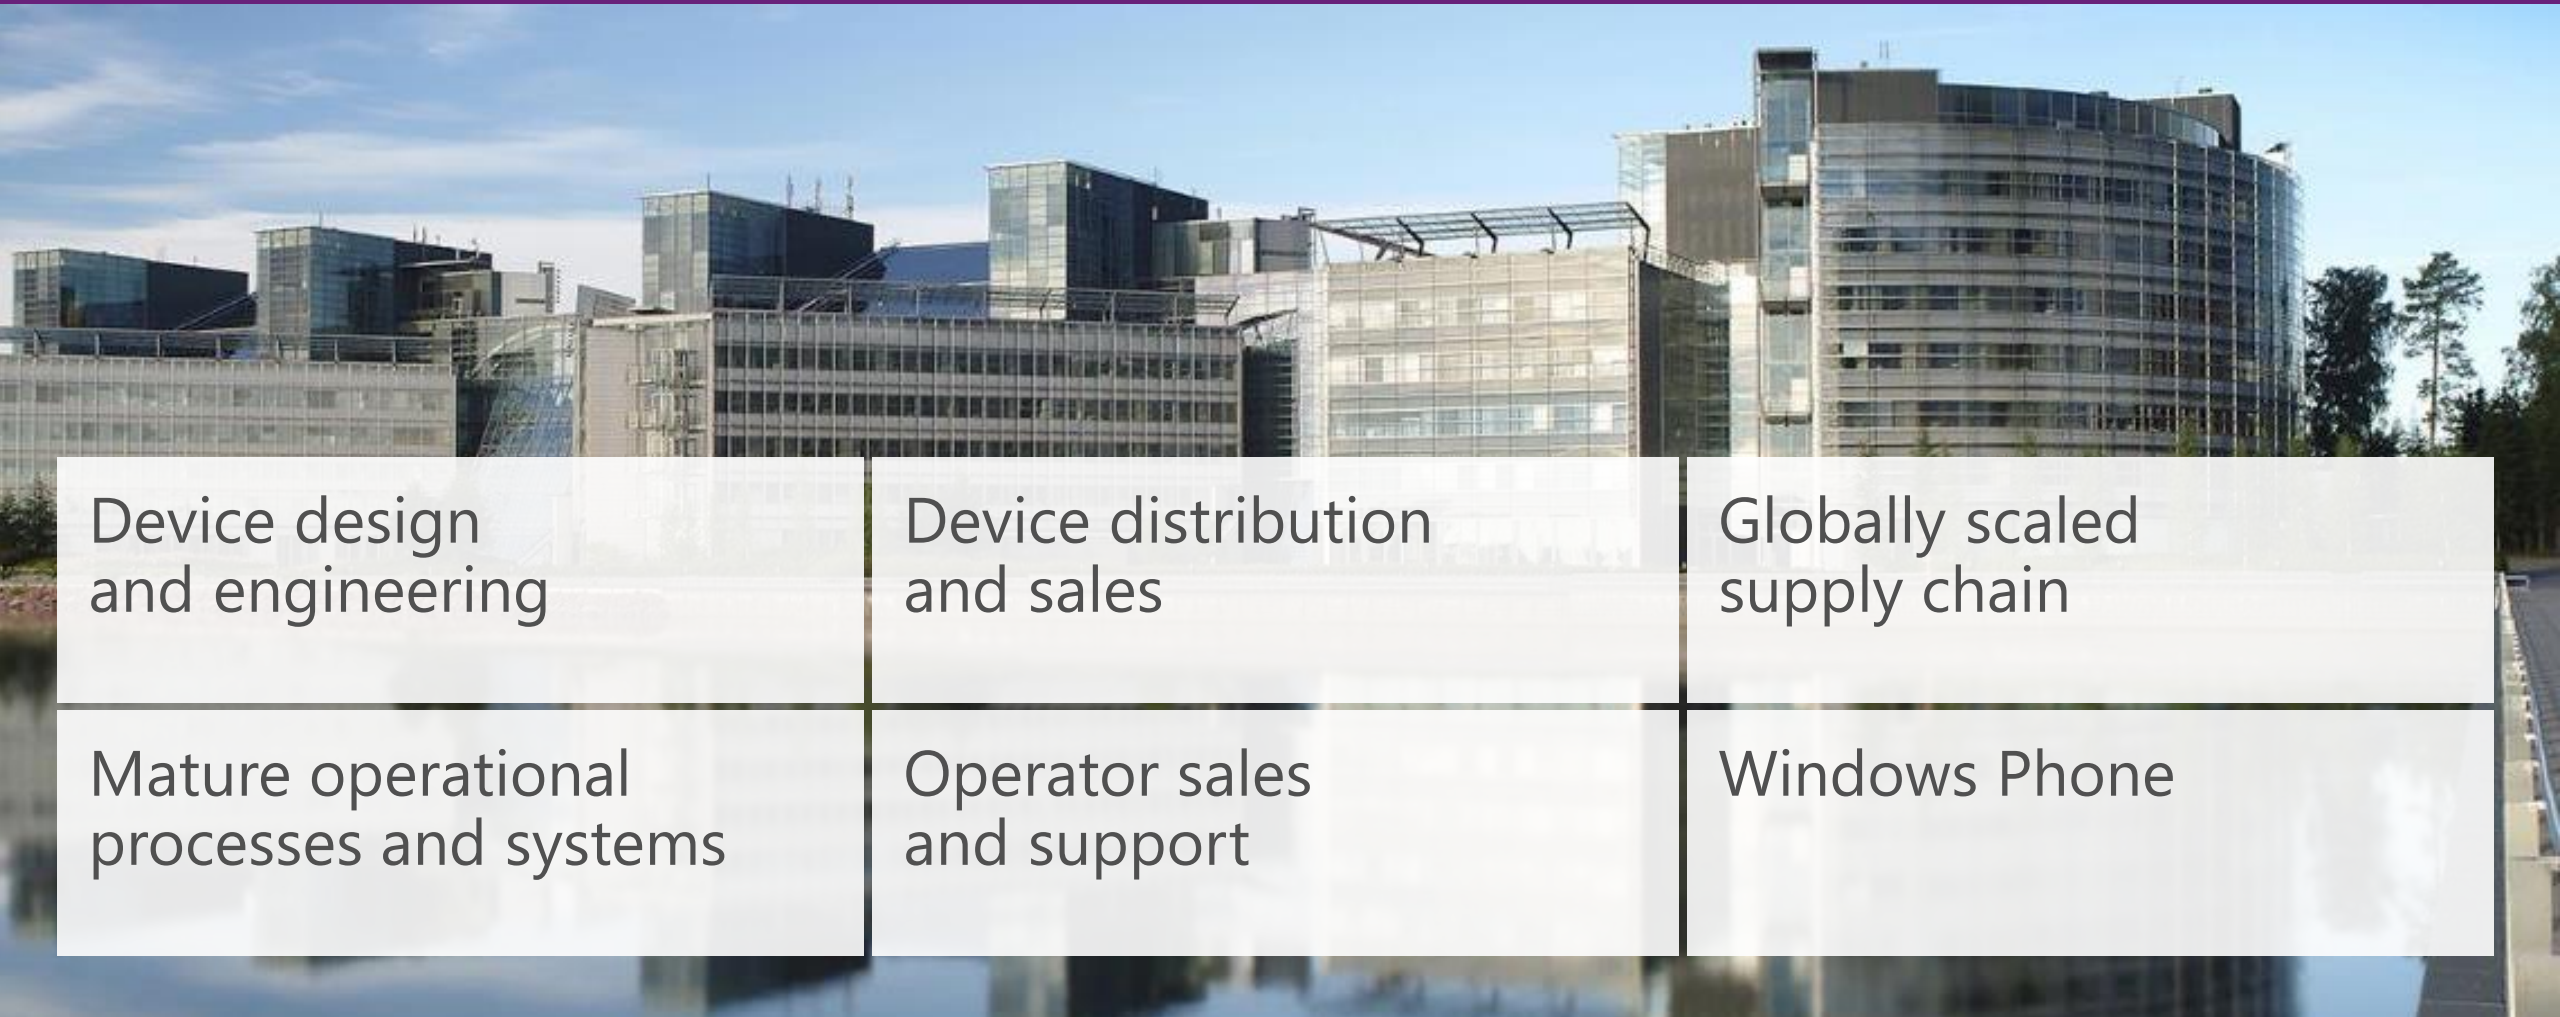 Device design
and engineering
Device distribution
and sales
Globally scaled
supply chain
Mature operational
processes and systems
Operator sales
and support
Windows Phone